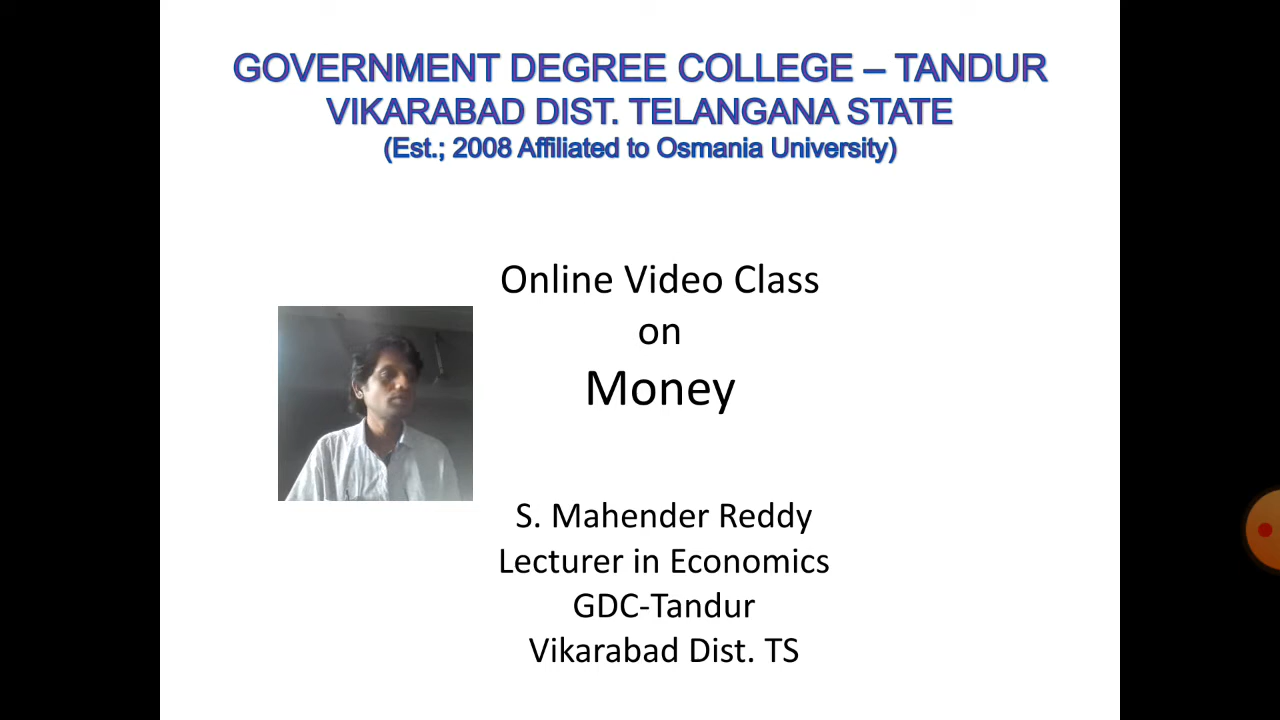 GOVERNMENT DEGREE COLLEGE – TANDUR
VIKARABAD DIST. TELANGANA STATE
(Est.; 2008 Affiliated to Osmania University)
Online Video Class
on
Money
S. Mahender Reddy
Lecturer in Economics
GDC-Tandur
Vikarabad Dist. TS